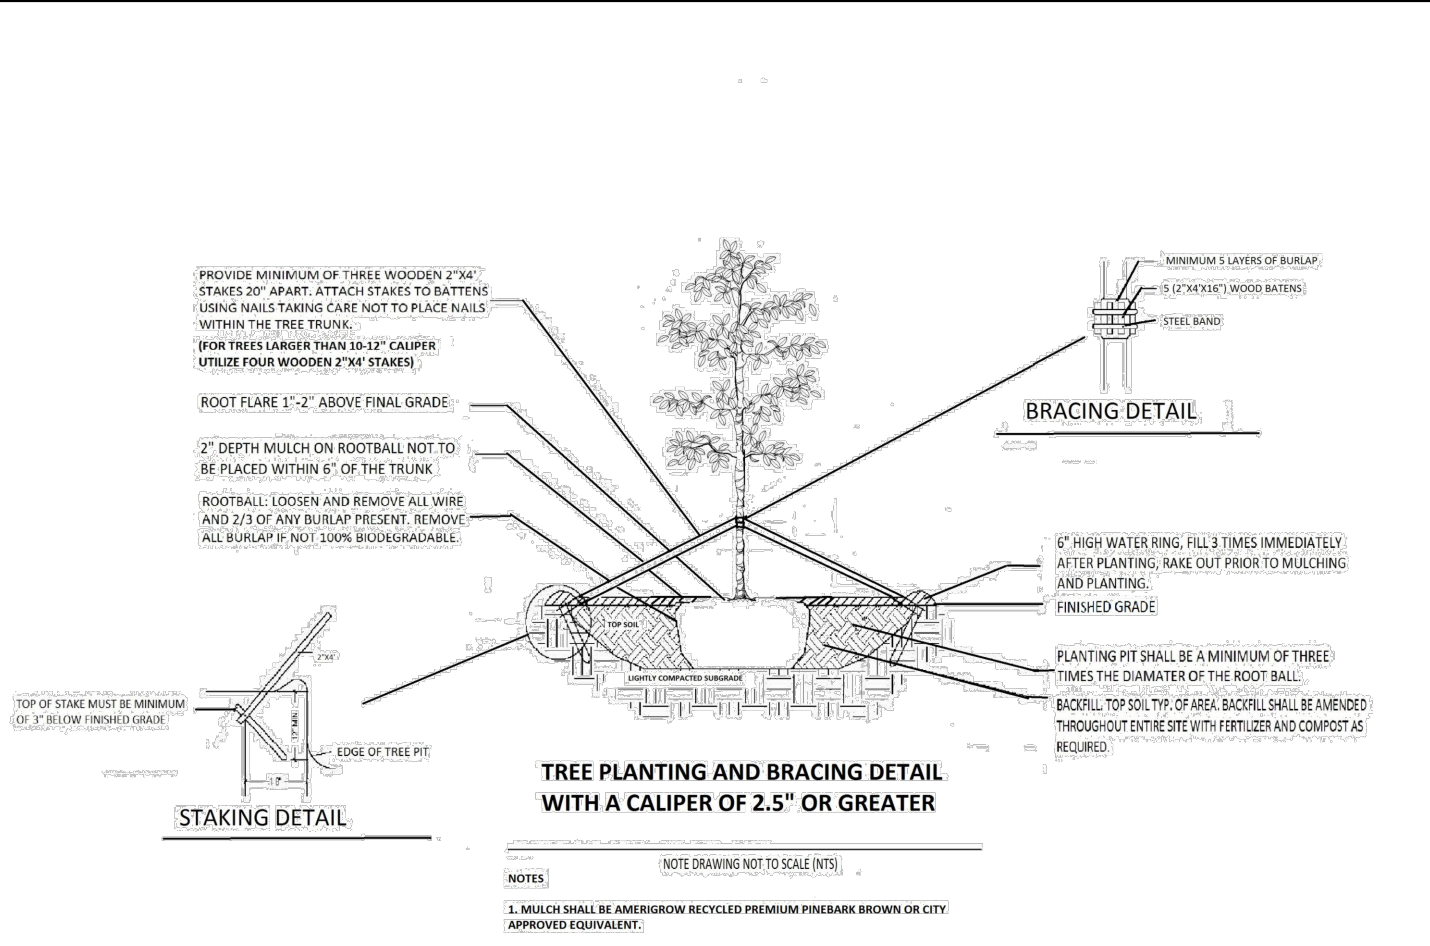 PROVIDE MINIMUM OF THREE WOODEN 2"X4'
STAKES 20" APART. ATTACH STAKES TO BATTENS
USING NAILS TAKING CARE NOT TO PLACE NAILS
WITHIN THE TREE TRUNK.
(FOR TREES LARGER THAN 10-12" CALIPER
UTILIZE FOUR WOODEN 2"X4' STAKES)
ROOT FLARE 1"-2" ABOVE FINAL GRADE
2" DEPTH MULCH ON ROOTBALL NOT TO
BE PLACED WITHIN 6" OF THE TRUNK
ROOTBALL: LOOSEN AND REMOVE ALL WIRE
AND 2/3 OF ANY BURLAP PRESENT. REMOVE
ALL BURLAP IF NOT 100% BIODEGRADABLE.
MINIMUM 5 LAYERS OF BURLAP
5 (2"X4'X16") WOOD BATENS
STEEL BAND
BRACING DETAIL
6" HIGH WATER RING, FILL 3 TIMES IMMEDIATELY
AFTER PLANTING, RAKE OUT PRIOR TO MULCHING
AND PLANTING.
FINISHED GRADE
PLANTING PIT SHALL BE A MINIMUM OF THREE
TIMES THE DIAMATER OF THE ROOT BALL.
BACKFILL. TOP SOIL TYP. OF AREA. BACKFILL SHALL BE AMENDED
THROUGHOUT ENTIRE SITE WITH FERTILIZER AND COMPOST AS
REQUIRED.
TOP SOIL
LIGHTLY COMPACTED SUBGRADE
2"X4'
TOP OF STAKE MUST BE MINIMUM
OF 3" BELOW FINISHED GRADE
12" MIN
EDGE OF TREE PIT
STAKING DETAIL
TREE PLANTING AND BRACING DETAIL
WITH A CALIPER OF 2.5" OR GREATER
NOTE DRAWING NOT TO SCALE (NTS)
NOTES
1. MULCH SHALL BE AMERIGROW RECYCLED PREMIUM PINEBARK BROWN OR CITY
APPROVED EQUIVALENT.